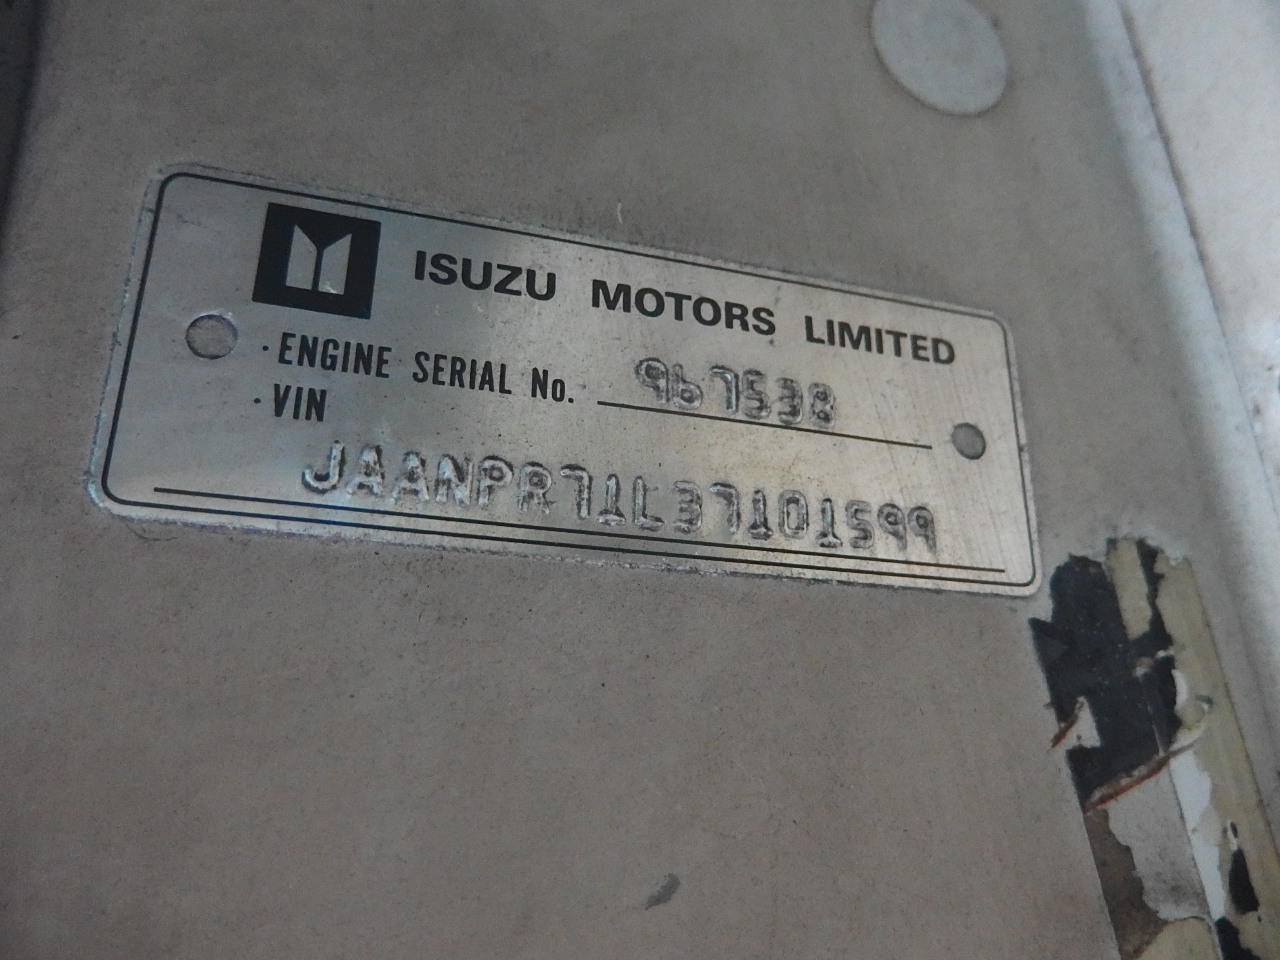 ISUZU MOTORS LIMITED
· ENGINE SERIAL No. 967538
· VIN
JAANPR71L37101599